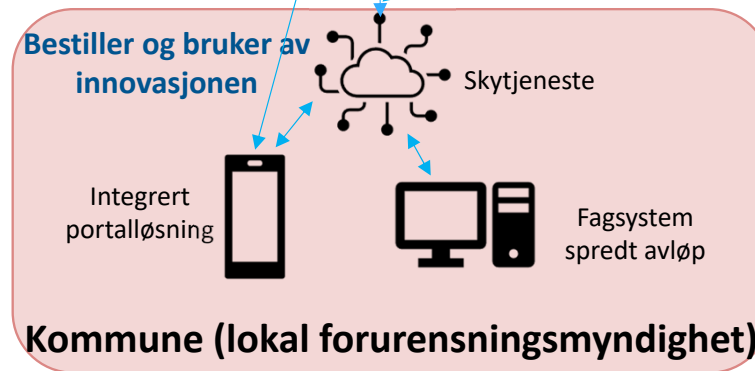 Bestiller og bruker av
innovasjonen
Skytjeneste
Integrert
portalløsning
Fagsystem
spredt avløp
Kommune (lokal forurensningsmyndighet)